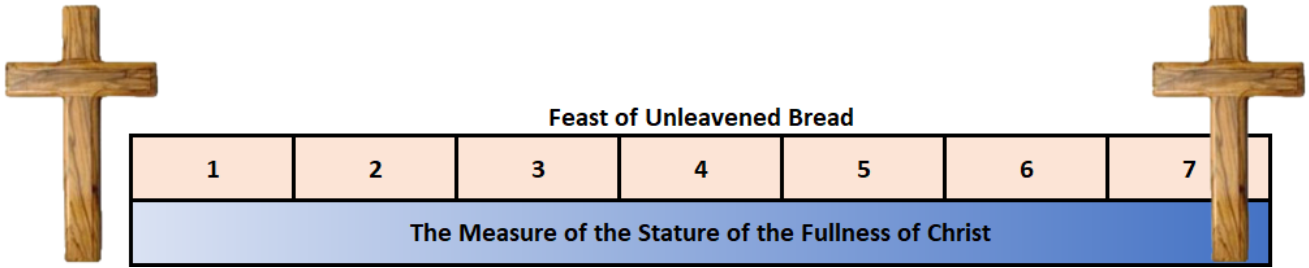 Feast of Unleavened Bread
1 2 3 4 5 6 7
The Measure of the Stature of the Fullness of Christ